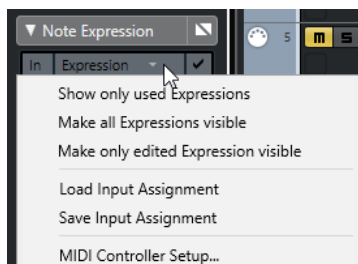 Note Expression
5 m s
In Expression
Show only used Expressions
Make all Expressions visible
Make only edited Expression visible
Load Input Assignment
Save Input Assignment
MIDI Controller Setup...